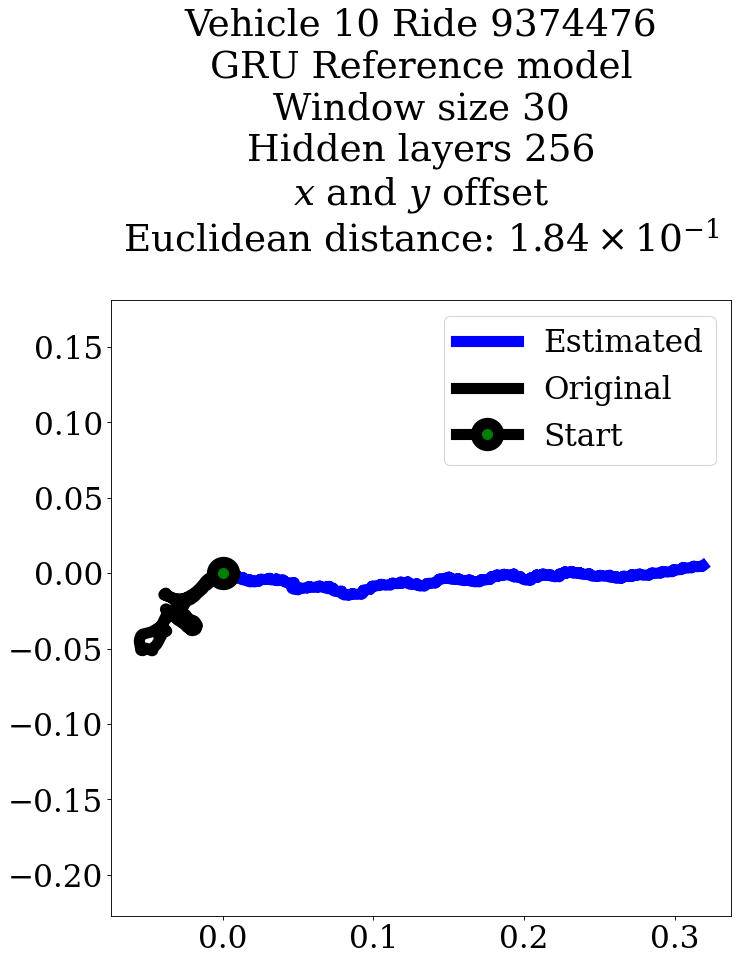 Vehicle 10 Ride 9374476
GRU Reference model
Window size 30
Hidden layers 256
x and y offset
Euclidean distance: 1.84 × 10⁻¹
Estimated
Original
Start
0.15
0.10
0.05
0.00
−0.05
−0.10
−0.15
−0.20
0.0 0.1 0.2 0.3